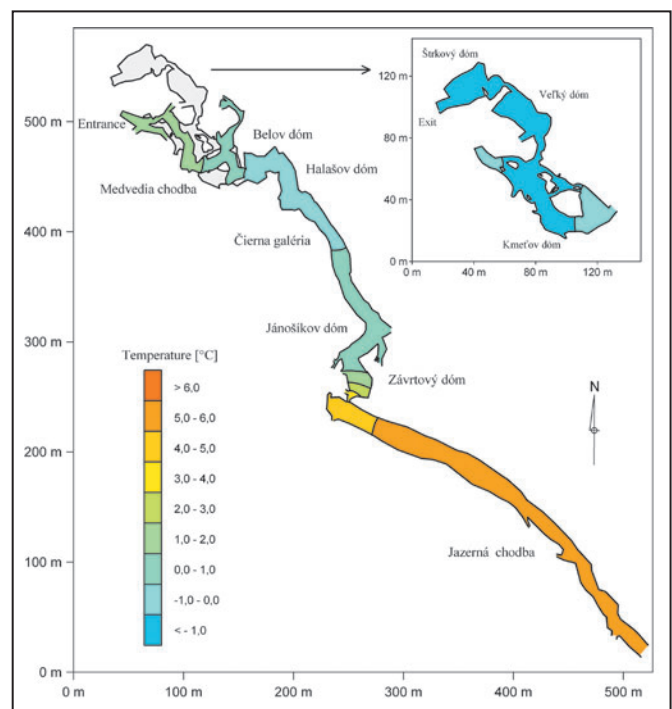 Štrkový dóm
120 m
Veľký dóm
Exit
80 m
40 m
Kmeťov dóm
0 m
40 m
80 m
120 m
500 m
Entrance
Belov dóm
Halašov dóm
Medvedia chodba
400 m
Čierna galéria
300 m
Jánošíkov dóm
Temperature [°C]
Závrtový dóm
> 6,0
5,0 - 6,0
4,0 - 5,0
3,0 - 4,0
2,0 - 3,0
1,0 - 2,0
0,0 - 1,0
-1,0 - 0,0
< - 1,0
N
200 m
Jazerná chodba
100 m
0 m
0 m
100 m
200 m
300 m
400 m
500 m